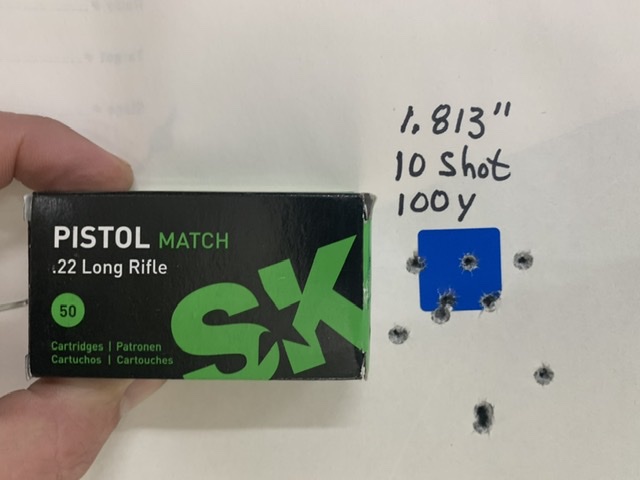 1.813"
10 Shot
100y
PISTOL MATCH
.22 Long Rifle
50
Cartridges | Patronen
Cartuchos | Cartouches
SK